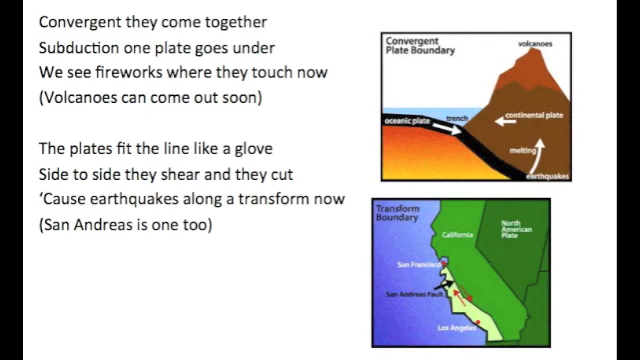 Convergent they come together
Subduction one plate goes under
We see fireworks where they touch now
(Volcanoes can come out soon)
The plates fit the line like a glove
Side to side they shear and they cut
‘Cause earthquakes along a transform now
(San Andreas is one too)
Convergent
Plate Boundary
volcanoes
oceanic plate
trench
continental plate
melting
earthquakes
Transform
Boundary
North
American
Plate
California
San Francisco
San Andreas Fault
Los Angeles